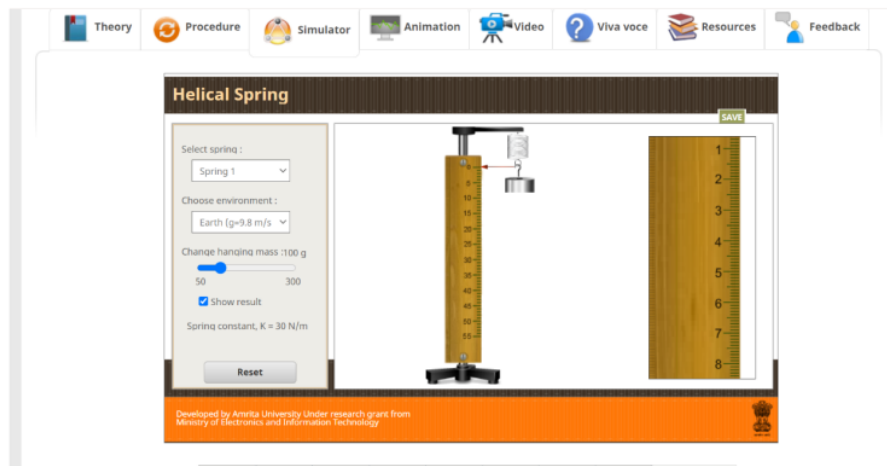 Theory Procedure Simulator Animation Video Viva voce Resources Feedback
Helical Spring
SAVE
Select spring :
Spring 1
Choose environment :
Earth (g=9.8 m/s
Change hanging mass :100 g
50 300
Show result
Spring constant, K = 30 N/m
Reset
0
5
10
15
20
25
30
35
40
45
50
55
1
2
3
4
5
6
7
8
Developed by Amrita University Under research grant from
Ministry of Electronics and Information Technology